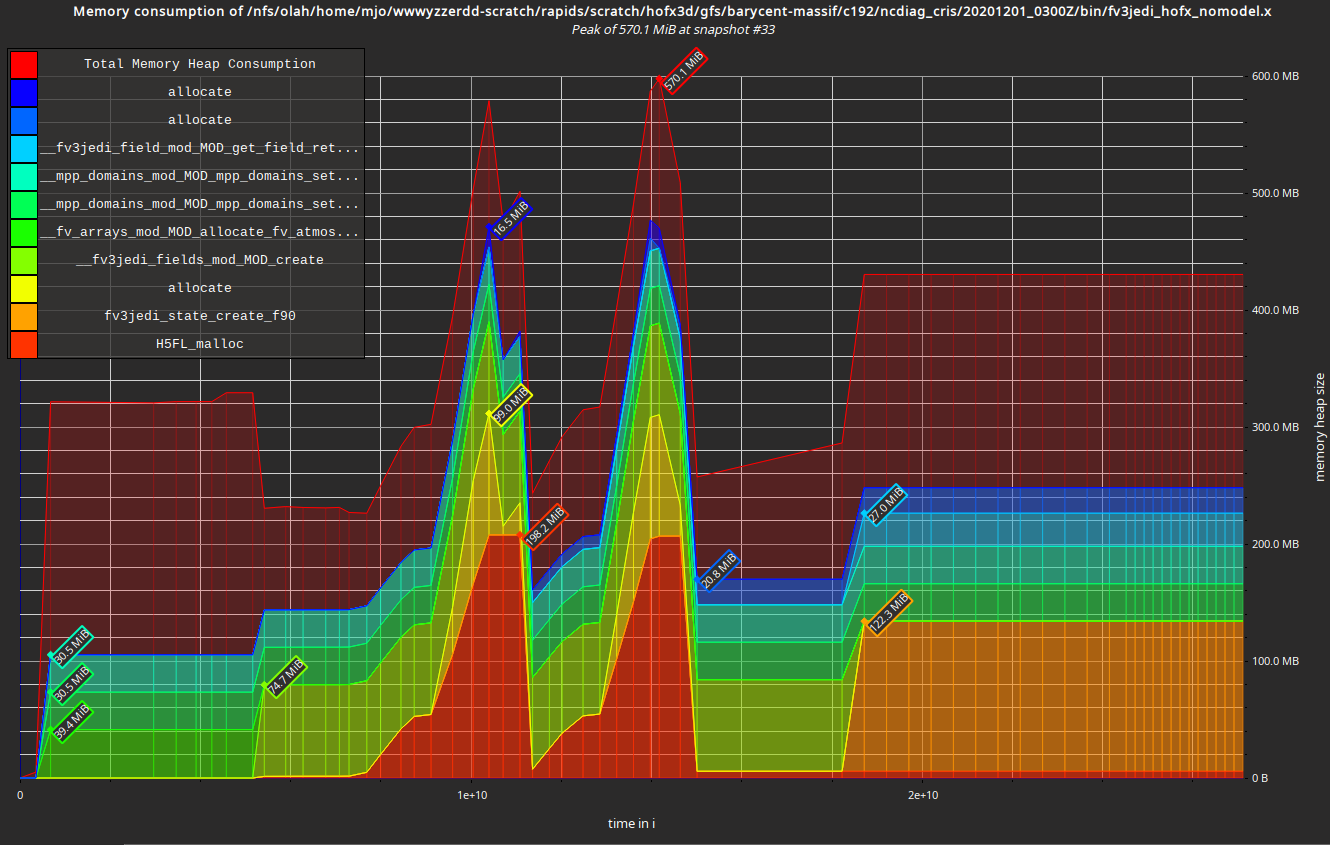 Memory consumption of /nfs/olah/home/mjo/wwwyzzerdd-scratch/rapids/scratch/hofx3d/gfs/barycent-massif/c192/ncdiag_cris/20201201_0300Z/bin/fv3jedi_hofx_nomodel.x
Peak of 570.1 MiB at snapshot #33
Total Memory Heap Consumption
allocate
allocate
__fv3jedi_field_mod_MOD_get_field_ret...
__mpp_domains_mod_MOD_mpp_domains_set...
__mpp_domains_mod_MOD_mpp_domains_set...
__fv_arrays_mod_MOD_allocate_fv_atmos...
__fv3jedi_fields_mod_MOD_create
allocate
fv3jedi_state_create_f90
H5FL_malloc
570.1 MiB
16.5 MiB
99.0 MiB
198.2 MiB
27.0 MiB
20.8 MiB
122.3 MiB
30.5 MiB
30.5 MiB
74.7 MiB
39.4 MiB
600.0 MB
500.0 MB
400.0 MB
300.0 MB
200.0 MB
100.0 MB
0 B
memory heap size
0
1e+10
2e+10
time in i